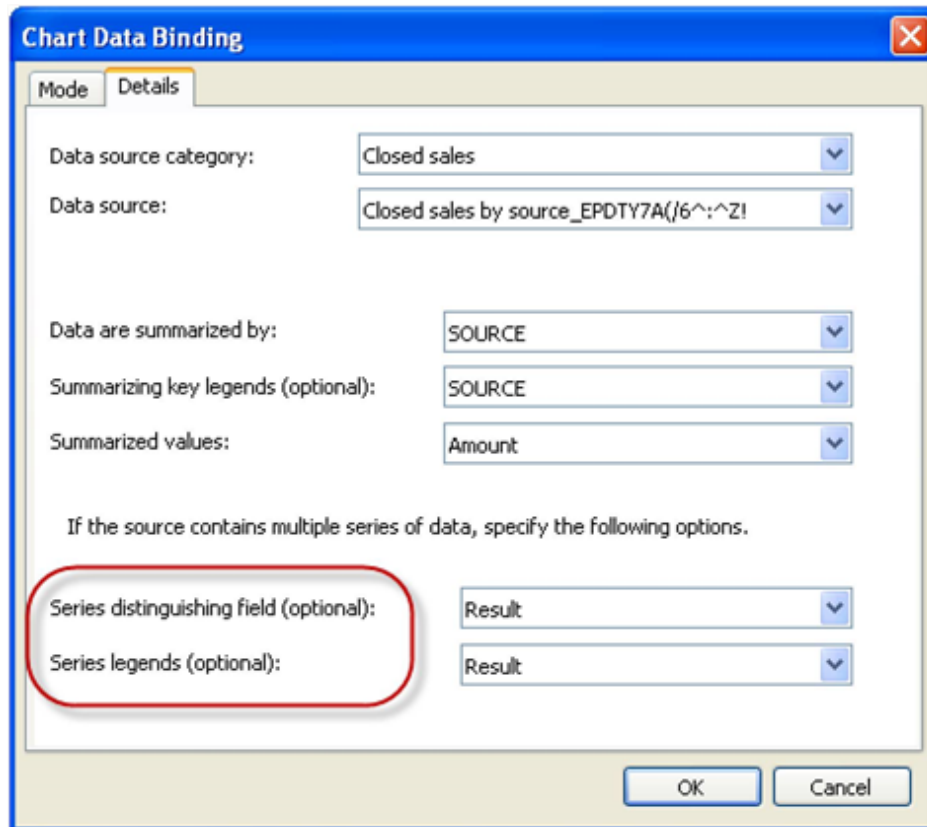 Chart Data Binding
Mode Details
Data source category: Closed sales
Data source: Closed sales by source_EPDTY7A(/6^:^Z!
Data are summarized by: SOURCE
Summarizing key legends (optional): SOURCE
Summarized values: Amount
If the source contains multiple series of data, specify the following options.
Series distinguishing field (optional): Result
Series legends (optional): Result
OK Cancel